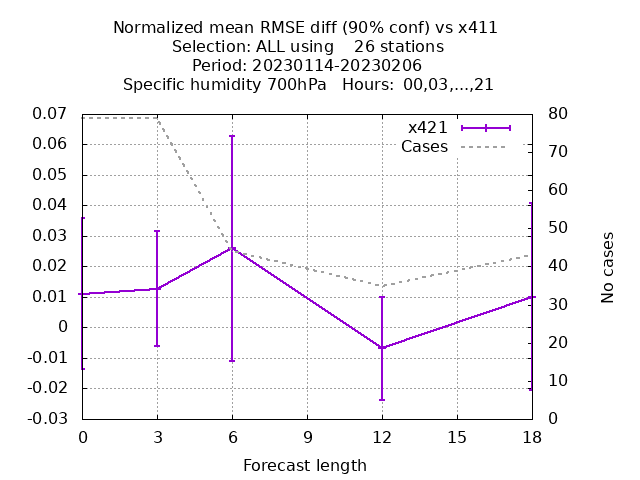 Normalized mean RMSE diff (90% conf) vs x411
Selection: ALL using    26 stations
Period: 20230114-20230206
Specific humidity 700hPa   Hours: 00,03,...,21
x421
Cases
0.07
0.06
0.05
0.04
0.03
0.02
0.01
0
-0.01
-0.02
-0.03
80
70
60
50
40
30
20
10
0
No cases
0 3 6 9 12 15 18
Forecast length